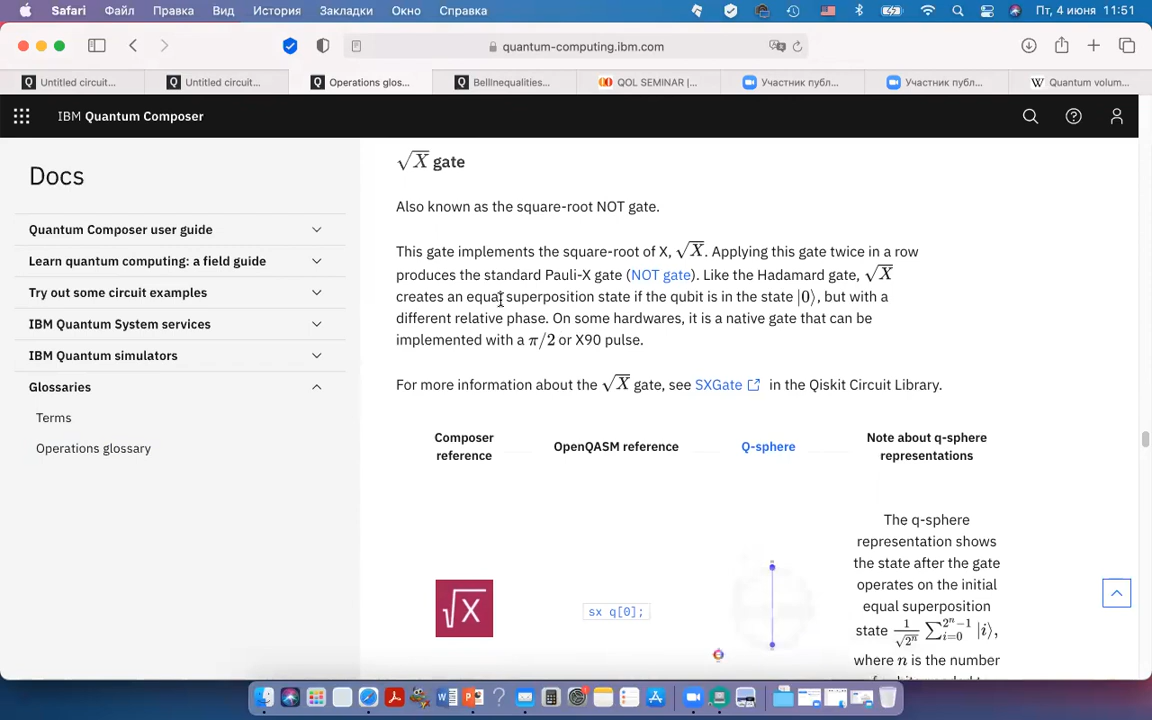 Safari Файл Правка Вид История Закладки Окно Справка Пт, 4 июня 11:51
quantum-computing.ibm.com
Untitled circuit... Untitled circuit... Operations glos... BellInequalities... QOL SEMINAR |... Участник публ... Участник публ... Quantum volum...
IBM Quantum Composer
Docs
Quantum Composer user guide
Learn quantum computing: a field guide
Try out some circuit examples
IBM Quantum System services
IBM Quantum simulators
Glossaries
Terms
Operations glossary
√X gate
Also known as the square-root NOT gate.
This gate implements the square-root of X, √X. Applying this gate twice in a row
produces the standard Pauli-X gate (NOT gate). Like the Hadamard gate, √X
creates an equal superposition state if the qubit is in the state |0⟩, but with a
different relative phase. On some hardwares, it is a native gate that can be
implemented with a π/2 or X90 pulse.
For more information about the √X gate, see SXGate in the Qiskit Circuit Library.
Composer
reference
OpenQASM reference
Q-sphere
Note about q-sphere
representations
√X
sx q[0];
The q-sphere
representation shows
the state after the gate
operates on the initial
equal superposition
state 1/√2ⁿ ∑_{i=0}^{2ⁿ−1} |i⟩,
where n is the number